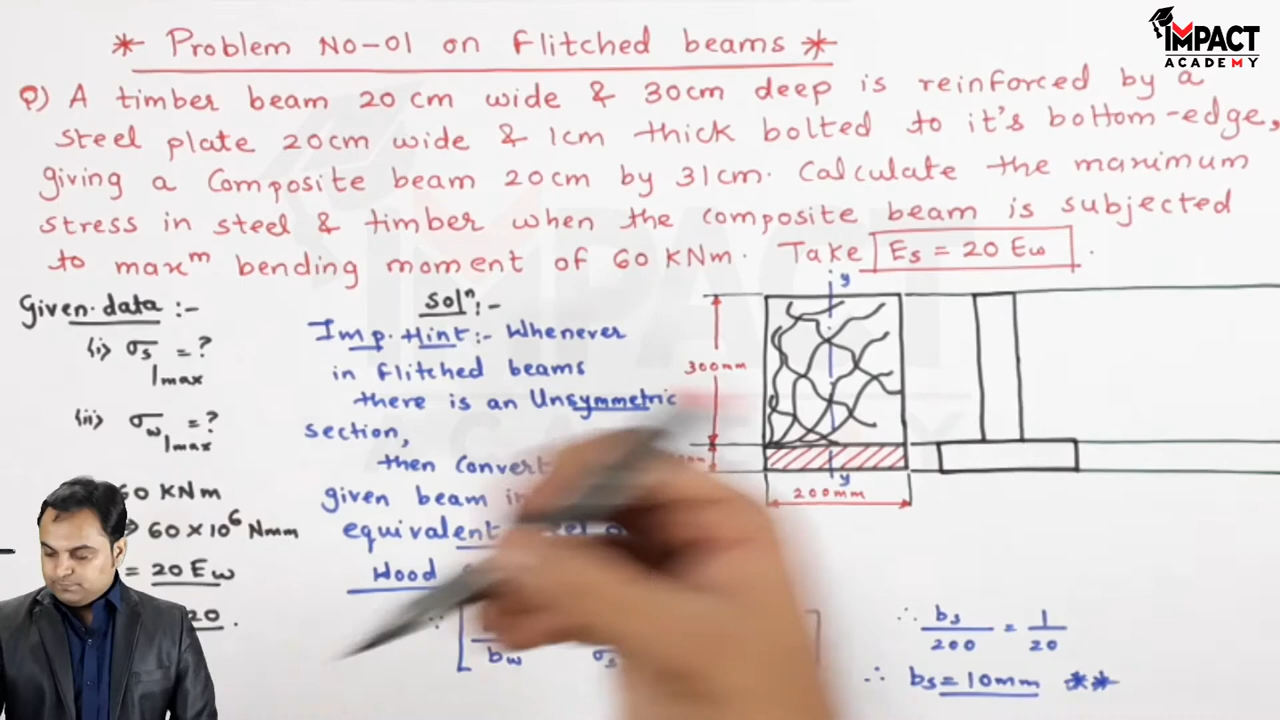 IMPACT
ACADEMY
* Problem No-01 on Flitched beams *
Q) A timber beam 20 cm wide & 30cm deep is reinforced by a
steel plate 20cm wide & 1cm thick bolted to it's bottom-edge,
giving a composite beam 20cm by 31cm. Calculate the maximum
stress in steel & timber when the composite beam is subjected
to maxᵐ bending moment of 60 KNm. Take Es = 20 Ew.
Given data :-
(i) σs|max = ?
(ii) σw|max = ?
60 KNm
60 x 10⁶ Nmm
= 20 Ew
20.
Solⁿ:-
Imp. Hint:- Whenever
in flitched beams
there is an Unsymmetric
section,
then convert
given beam
equivalent
Wood
∵
bw
σs
y
300mm
y
200mm
∴ bs/200 = 1/20
∴ bs = 10mm **